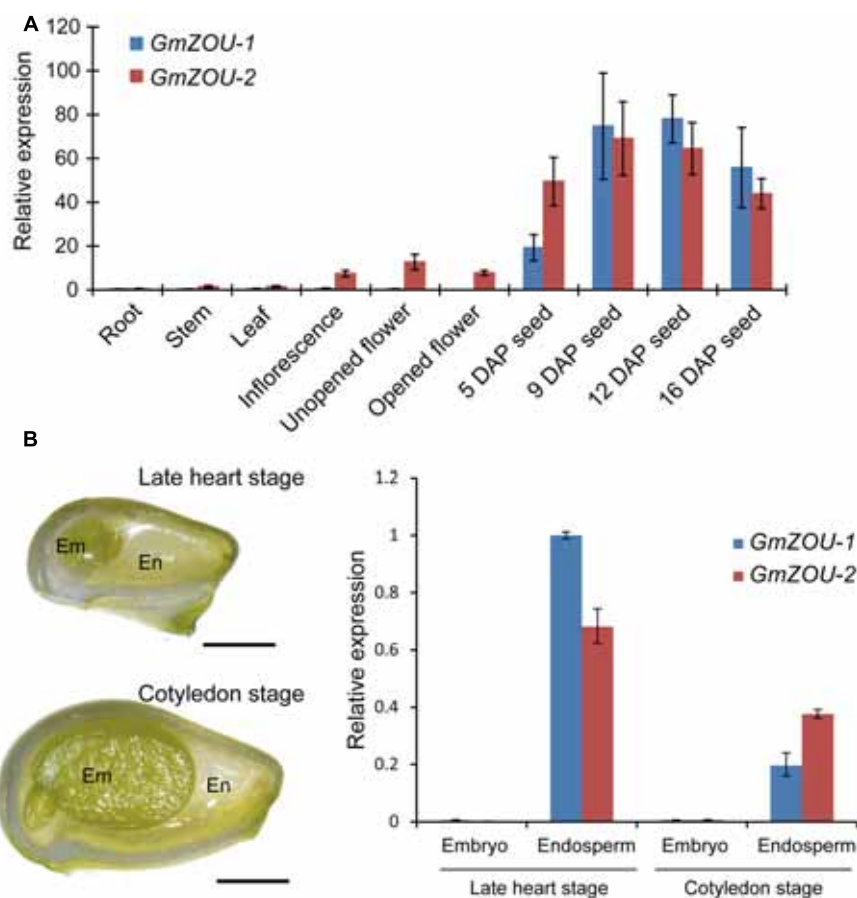 A
120
100
80
60
40
20
0
Relative expression
GmZOU-1
GmZOU-2
Root
Stem
Leaf
Inflorescence
Unopened flower
Opened flower
5 DAP seed
9 DAP seed
12 DAP seed
16 DAP seed
B
Late heart stage
Em
En
Cotyledon stage
Em
En
1.2
1
0.8
0.6
0.4
0.2
0
Relative expression
GmZOU-1
GmZOU-2
Embryo Endosperm Embryo Endosperm
Late heart stage Cotyledon stage